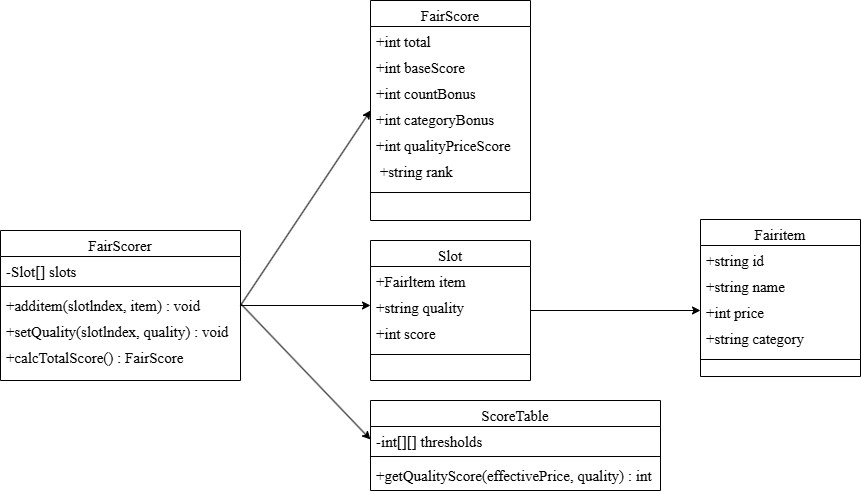 FairScore
+int total
+int baseScore
+int countBonus
+int categoryBonus
+int qualityPriceScore
+string rank
FairScorer
-Slot[] slots
+additem(slotIndex, item) : void
+setQuality(slotIndex, quality) : void
+calcTotalScore() : FairScore
Slot
+FairItem item
+string quality
+int score
Fairitem
+string id
+string name
+int price
+string category
ScoreTable
-int[][] thresholds
+getQualityScore(effectivePrice, quality) : int